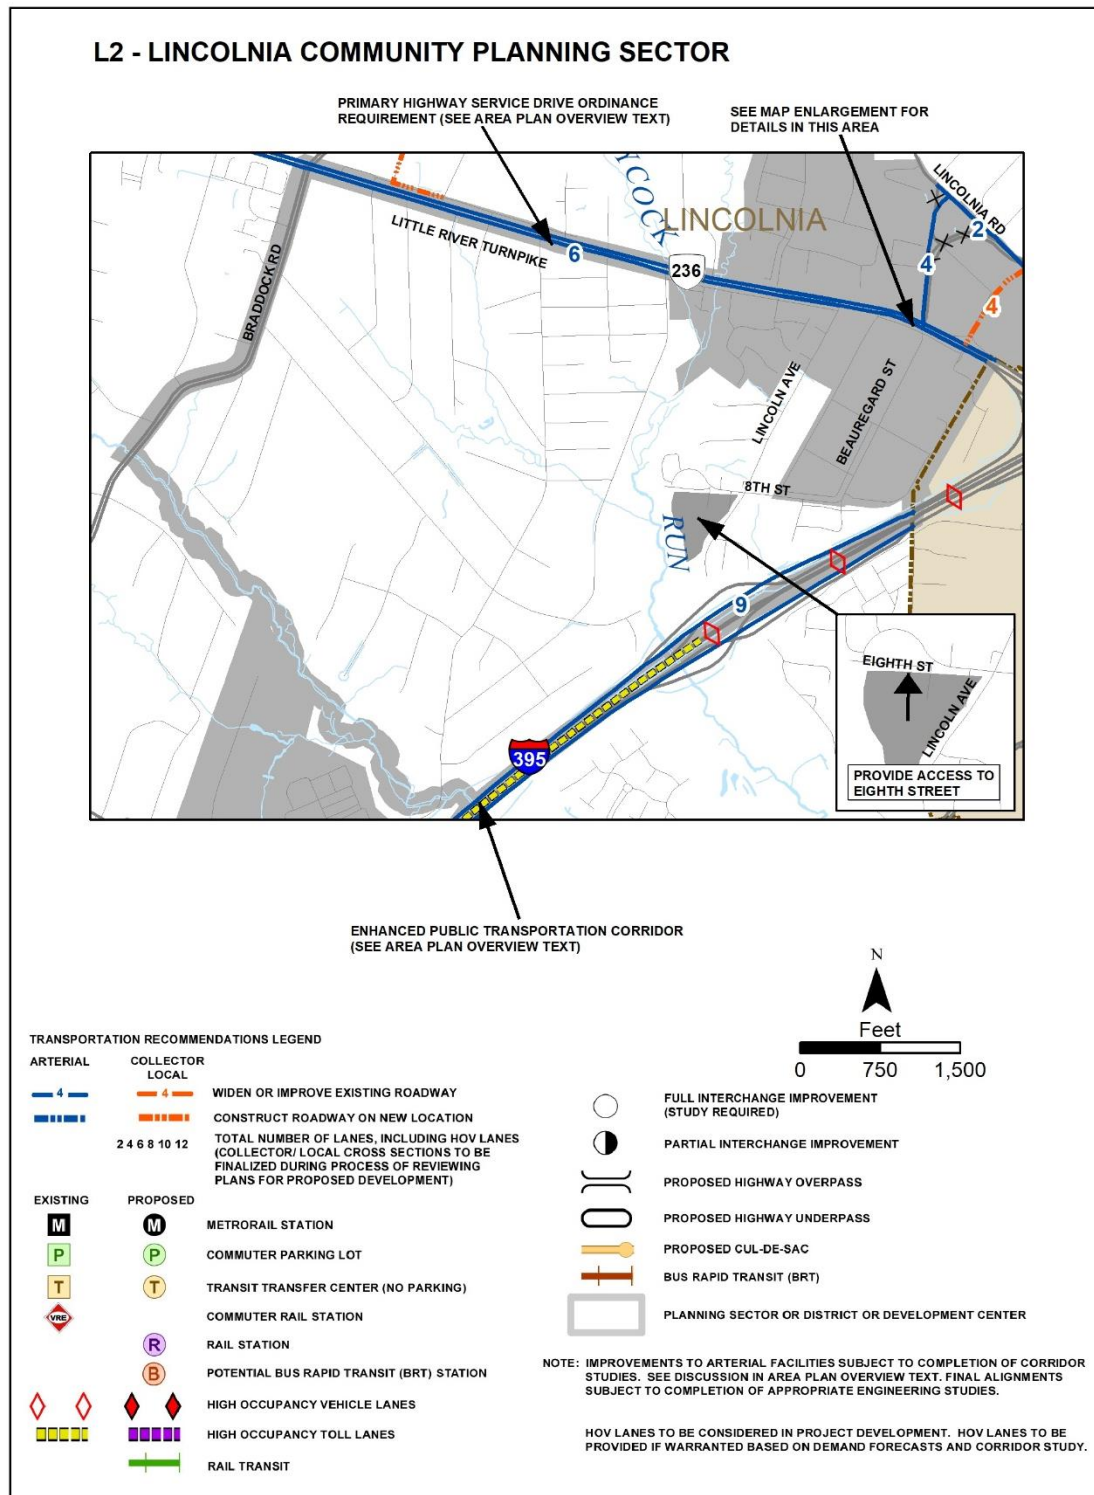 L2 - LINCOLNIA COMMUNITY PLANNING SECTOR
PRIMARY HIGHWAY SERVICE DRIVE ORDINANCE
REQUIREMENT (SEE AREA PLAN OVERVIEW TEXT)
SEE MAP ENLARGEMENT FOR
DETAILS IN THIS AREA
YCOCK
LINCOLNIA
LINCOLNIA RD
2
LITTLE RIVER TURNPIKE
6
236
4
4
BRADDOCK RD
LINCOLN AVE
BEAUREGARD ST
8TH ST
RUN
9
395
EIGHTH ST
LINCOLN AVE
PROVIDE ACCESS TO
EIGHTH STREET
ENHANCED PUBLIC TRANSPORTATION CORRIDOR
(SEE AREA PLAN OVERVIEW TEXT)
N
Feet
0 750 1,500
TRANSPORTATION RECOMMENDATIONS LEGEND
ARTERIAL COLLECTOR
LOCAL
4 4 WIDEN OR IMPROVE EXISTING ROADWAY
CONSTRUCT ROADWAY ON NEW LOCATION
2 4 6 8 10 12 TOTAL NUMBER OF LANES, INCLUDING HOV LANES
(COLLECTOR/ LOCAL CROSS SECTIONS TO BE
FINALIZED DURING PROCESS OF REVIEWING
PLANS FOR PROPOSED DEVELOPMENT)
EXISTING PROPOSED
M M METRORAIL STATION
P P COMMUTER PARKING LOT
T T TRANSIT TRANSFER CENTER (NO PARKING)
VRE COMMUTER RAIL STATION
R RAIL STATION
B POTENTIAL BUS RAPID TRANSIT (BRT) STATION
HIGH OCCUPANCY VEHICLE LANES
HIGH OCCUPANCY TOLL LANES
RAIL TRANSIT
FULL INTERCHANGE IMPROVEMENT
(STUDY REQUIRED)
PARTIAL INTERCHANGE IMPROVEMENT
PROPOSED HIGHWAY OVERPASS
PROPOSED HIGHWAY UNDERPASS
PROPOSED CUL-DE-SAC
BUS RAPID TRANSIT (BRT)
PLANNING SECTOR OR DISTRICT OR DEVELOPMENT CENTER
NOTE: IMPROVEMENTS TO ARTERIAL FACILITIES SUBJECT TO COMPLETION OF CORRIDOR
STUDIES. SEE DISCUSSION IN AREA PLAN OVERVIEW TEXT. FINAL ALIGNMENTS
SUBJECT TO COMPLETION OF APPROPRIATE ENGINEERING STUDIES.
HOV LANES TO BE CONSIDERED IN PROJECT DEVELOPMENT. HOV LANES TO BE
PROVIDED IF WARRANTED BASED ON DEMAND FORECASTS AND CORRIDOR STUDY.